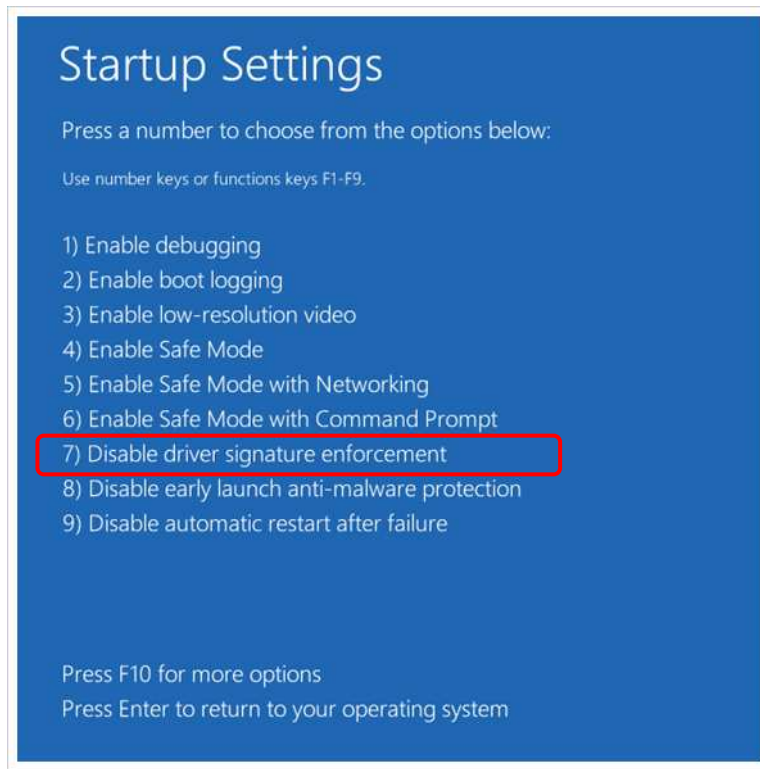 Startup Settings
Press a number to choose from the options below:
Use number keys or functions keys F1-F9.
1) Enable debugging
2) Enable boot logging
3) Enable low-resolution video
4) Enable Safe Mode
5) Enable Safe Mode with Networking
6) Enable Safe Mode with Command Prompt
7) Disable driver signature enforcement
8) Disable early launch anti-malware protection
9) Disable automatic restart after failure
Press F10 for more options
Press Enter to return to your operating system